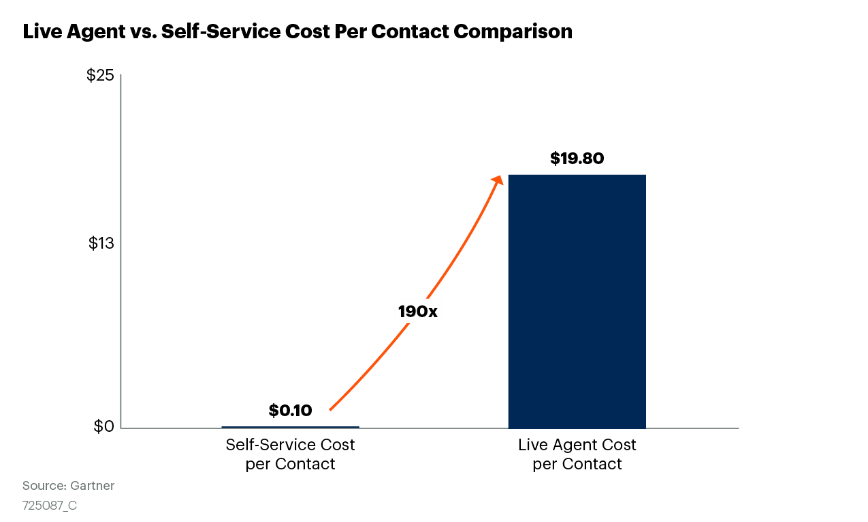 Live Agent vs. Self-Service Cost Per Contact Comparison
$25
$19.80
$13
190x
$0.10
$0
Self-Service Cost
per Contact
Live Agent Cost
per Contact
Source: Gartner
725087_C